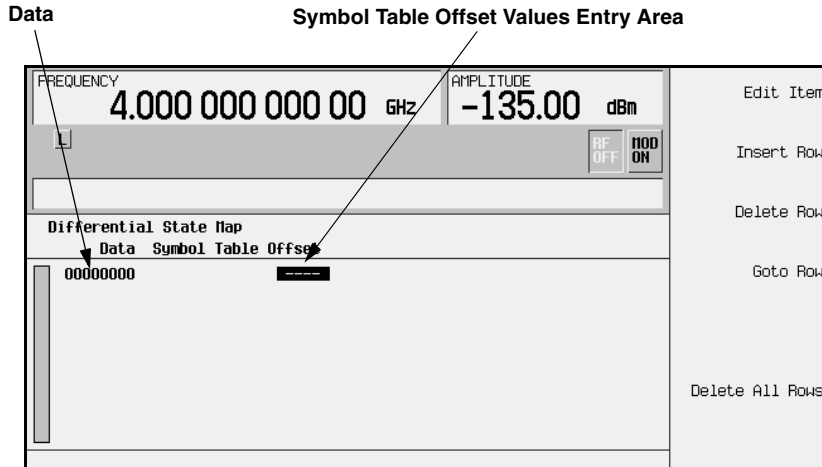 Data
Symbol Table Offset Values Entry Area
FREQUENCY
4.000 000 000 00 GHz
AMPLITUDE
-135.00 dBm
L
RF OFF
MOD ON
Differential State Map
Data Symbol Table Offset
00000000 ----
Edit Item
Insert Row
Delete Row
Goto Row
Delete All Rows